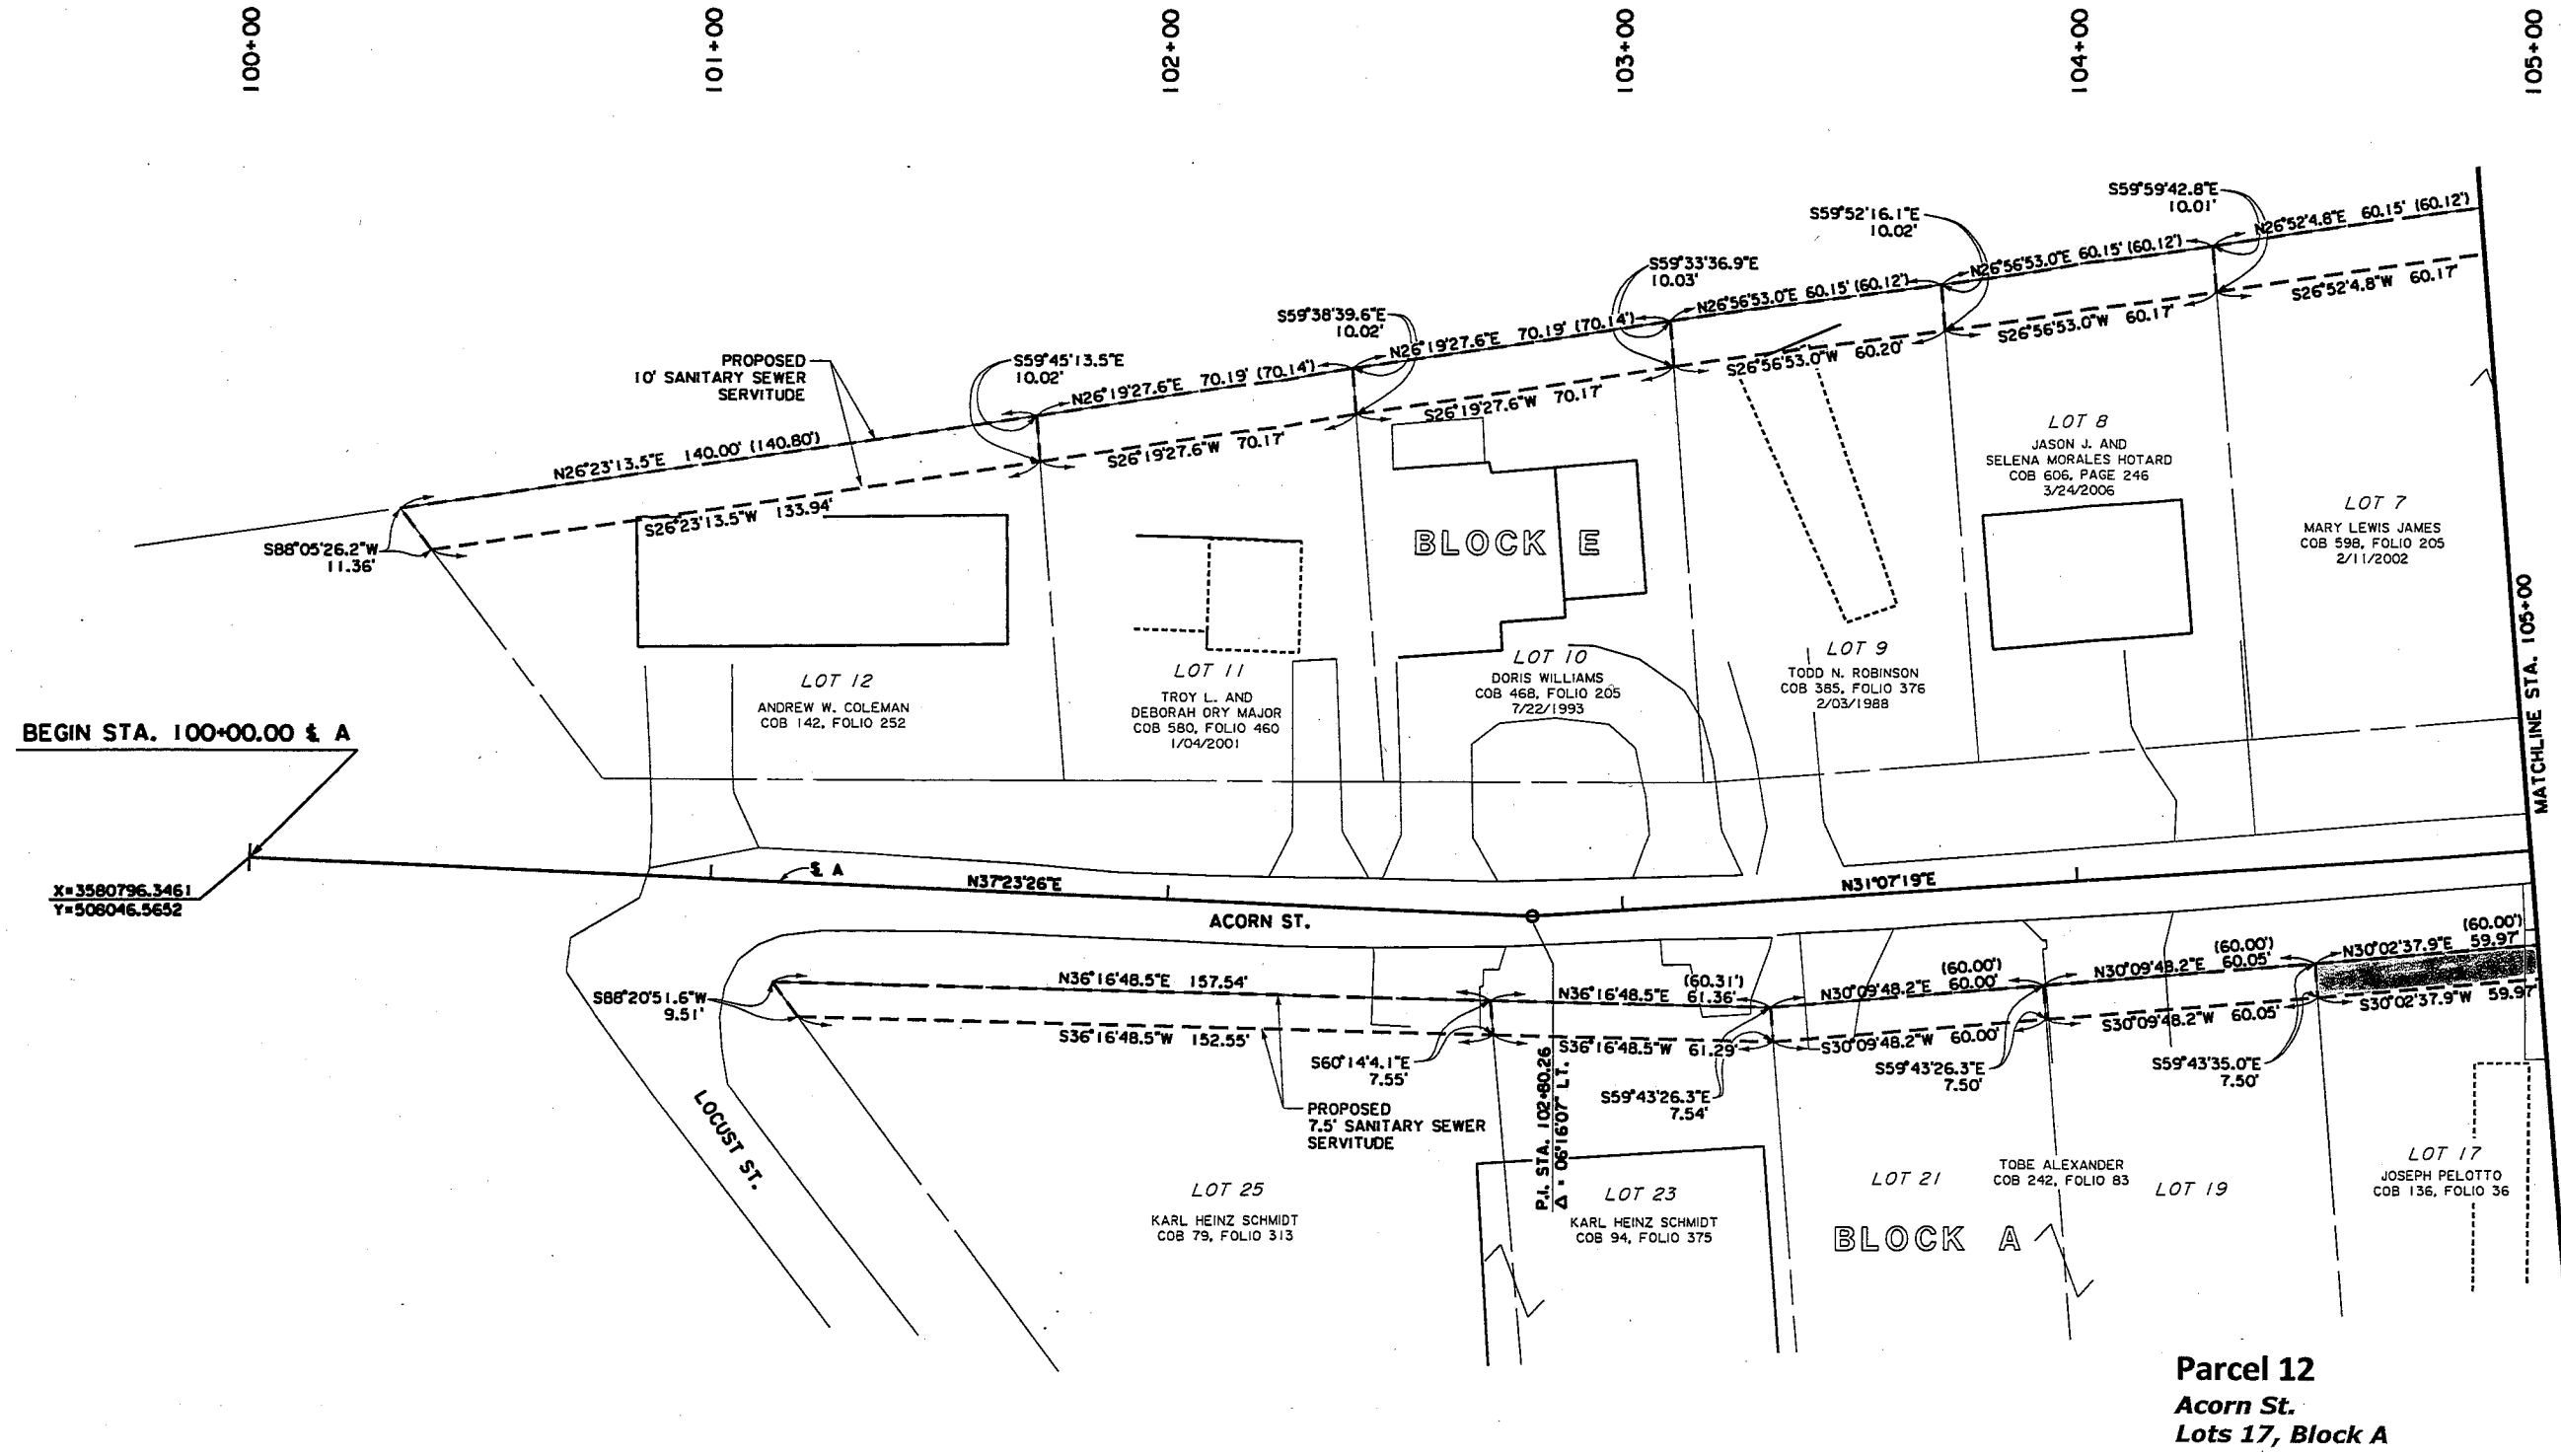 100+00
101+00
102+00
103+00
104+00
105+00
S59°59'42.8"E
10.01'
S59°52'16.1"E
10.02'
N26°52'4.8"E 60.15' (60.12')
S59°33'36.9"E
10.03'
N26°56'53.0"E 60.15' (60.12')
S26°52'4.8"W 60.17'
S59°38'39.6"E
10.02'
N26°56'53.0"E 60.15' (60.12')
S26°56'53.0"W 60.17'
PROPOSED
10' SANITARY SEWER
SERVITUDE
S59°45'13.5"E
10.02'
N26°19'27.6"E 70.19' (70.14')
S26°56'53.0"W 60.20'
N26°19'27.6"E 70.19' (70.14')
S26°19'27.6"W 70.17'
N26°23'13.5"E 140.00' (140.80')
S26°19'27.6"W 70.17'
S26°23'13.5"W 133.94'
S88°05'26.2"W
11.36'
BLOCK E
LOT 8
JASON J. AND
SELENA MORALES HOTARD
COB 606, PAGE 246
3/24/2006
LOT 7
MARY LEWIS JAMES
COB 598, FOLIO 205
2/11/2002
LOT 12
ANDREW W. COLEMAN
COB 142, FOLIO 252
LOT 11
TROY L. AND
DEBORAH ORY MAJOR
COB 580, FOLIO 460
1/04/2001
LOT 10
DORIS WILLIAMS
COB 468, FOLIO 205
7/22/1993
LOT 9
TODD N. ROBINSON
COB 385, FOLIO 376
2/03/1988
MATCHLINE STA. 105+00
BEGIN STA. 100+00.00 ℄ A
X=3580796.3461
Y=508046.5652
℄ A
N37°23'26"E
N31°07'19"E
ACORN ST.
(60.00')
N30°02'37.9"E 59.97'
(60.00')
N30°09'48.2"E 60.05'
(60.00')
N30°09'48.2"E 60.00'
(60.31')
N36°16'48.5"E 61.36'
N36°16'48.5"E 157.54'
S88°20'51.6"W
9.51'
S36°16'48.5"W 152.55'
S36°16'48.5"W 61.29'
S30°09'48.2"W 60.00'
S30°09'48.2"W 60.05'
S30°02'37.9"W 59.97'
S60°14'4.1"E
7.55'
S59°43'26.3"E
7.54'
S59°43'26.3"E
7.50'
S59°43'35.0"E
7.50'
PROPOSED
7.5' SANITARY SEWER
SERVITUDE
P.I. STA. 102+80.26
Δ = 06°16'07" LT.
LOCUST ST.
LOT 25
KARL HEINZ SCHMIDT
COB 79, FOLIO 313
LOT 23
KARL HEINZ SCHMIDT
COB 94, FOLIO 375
LOT 21
TOBE ALEXANDER
COB 242, FOLIO 83
LOT 19
LOT 17
JOSEPH PELOTTO
COB 136, FOLIO 36
BLOCK A
Parcel 12
Acorn St.
Lots 17, Block A